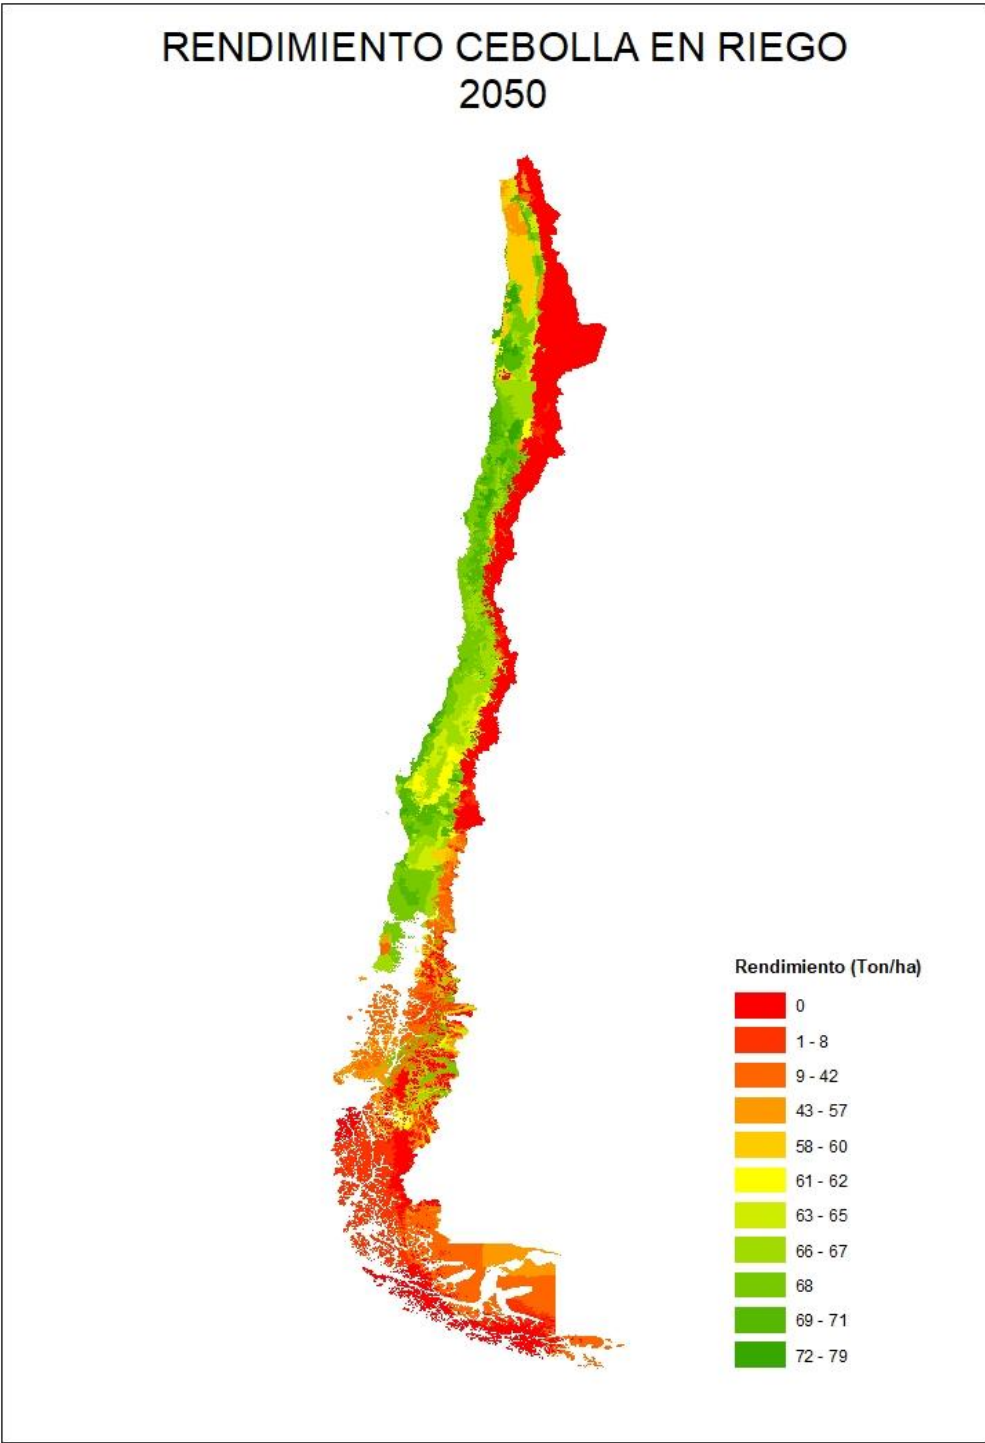 RENDIMIENTO CEBOLLA EN RIEGO
2050
Rendimiento (Ton/ha)
0
1 - 8
9 - 42
43 - 57
58 - 60
61 - 62
63 - 65
66 - 67
68
69 - 71
72 - 79